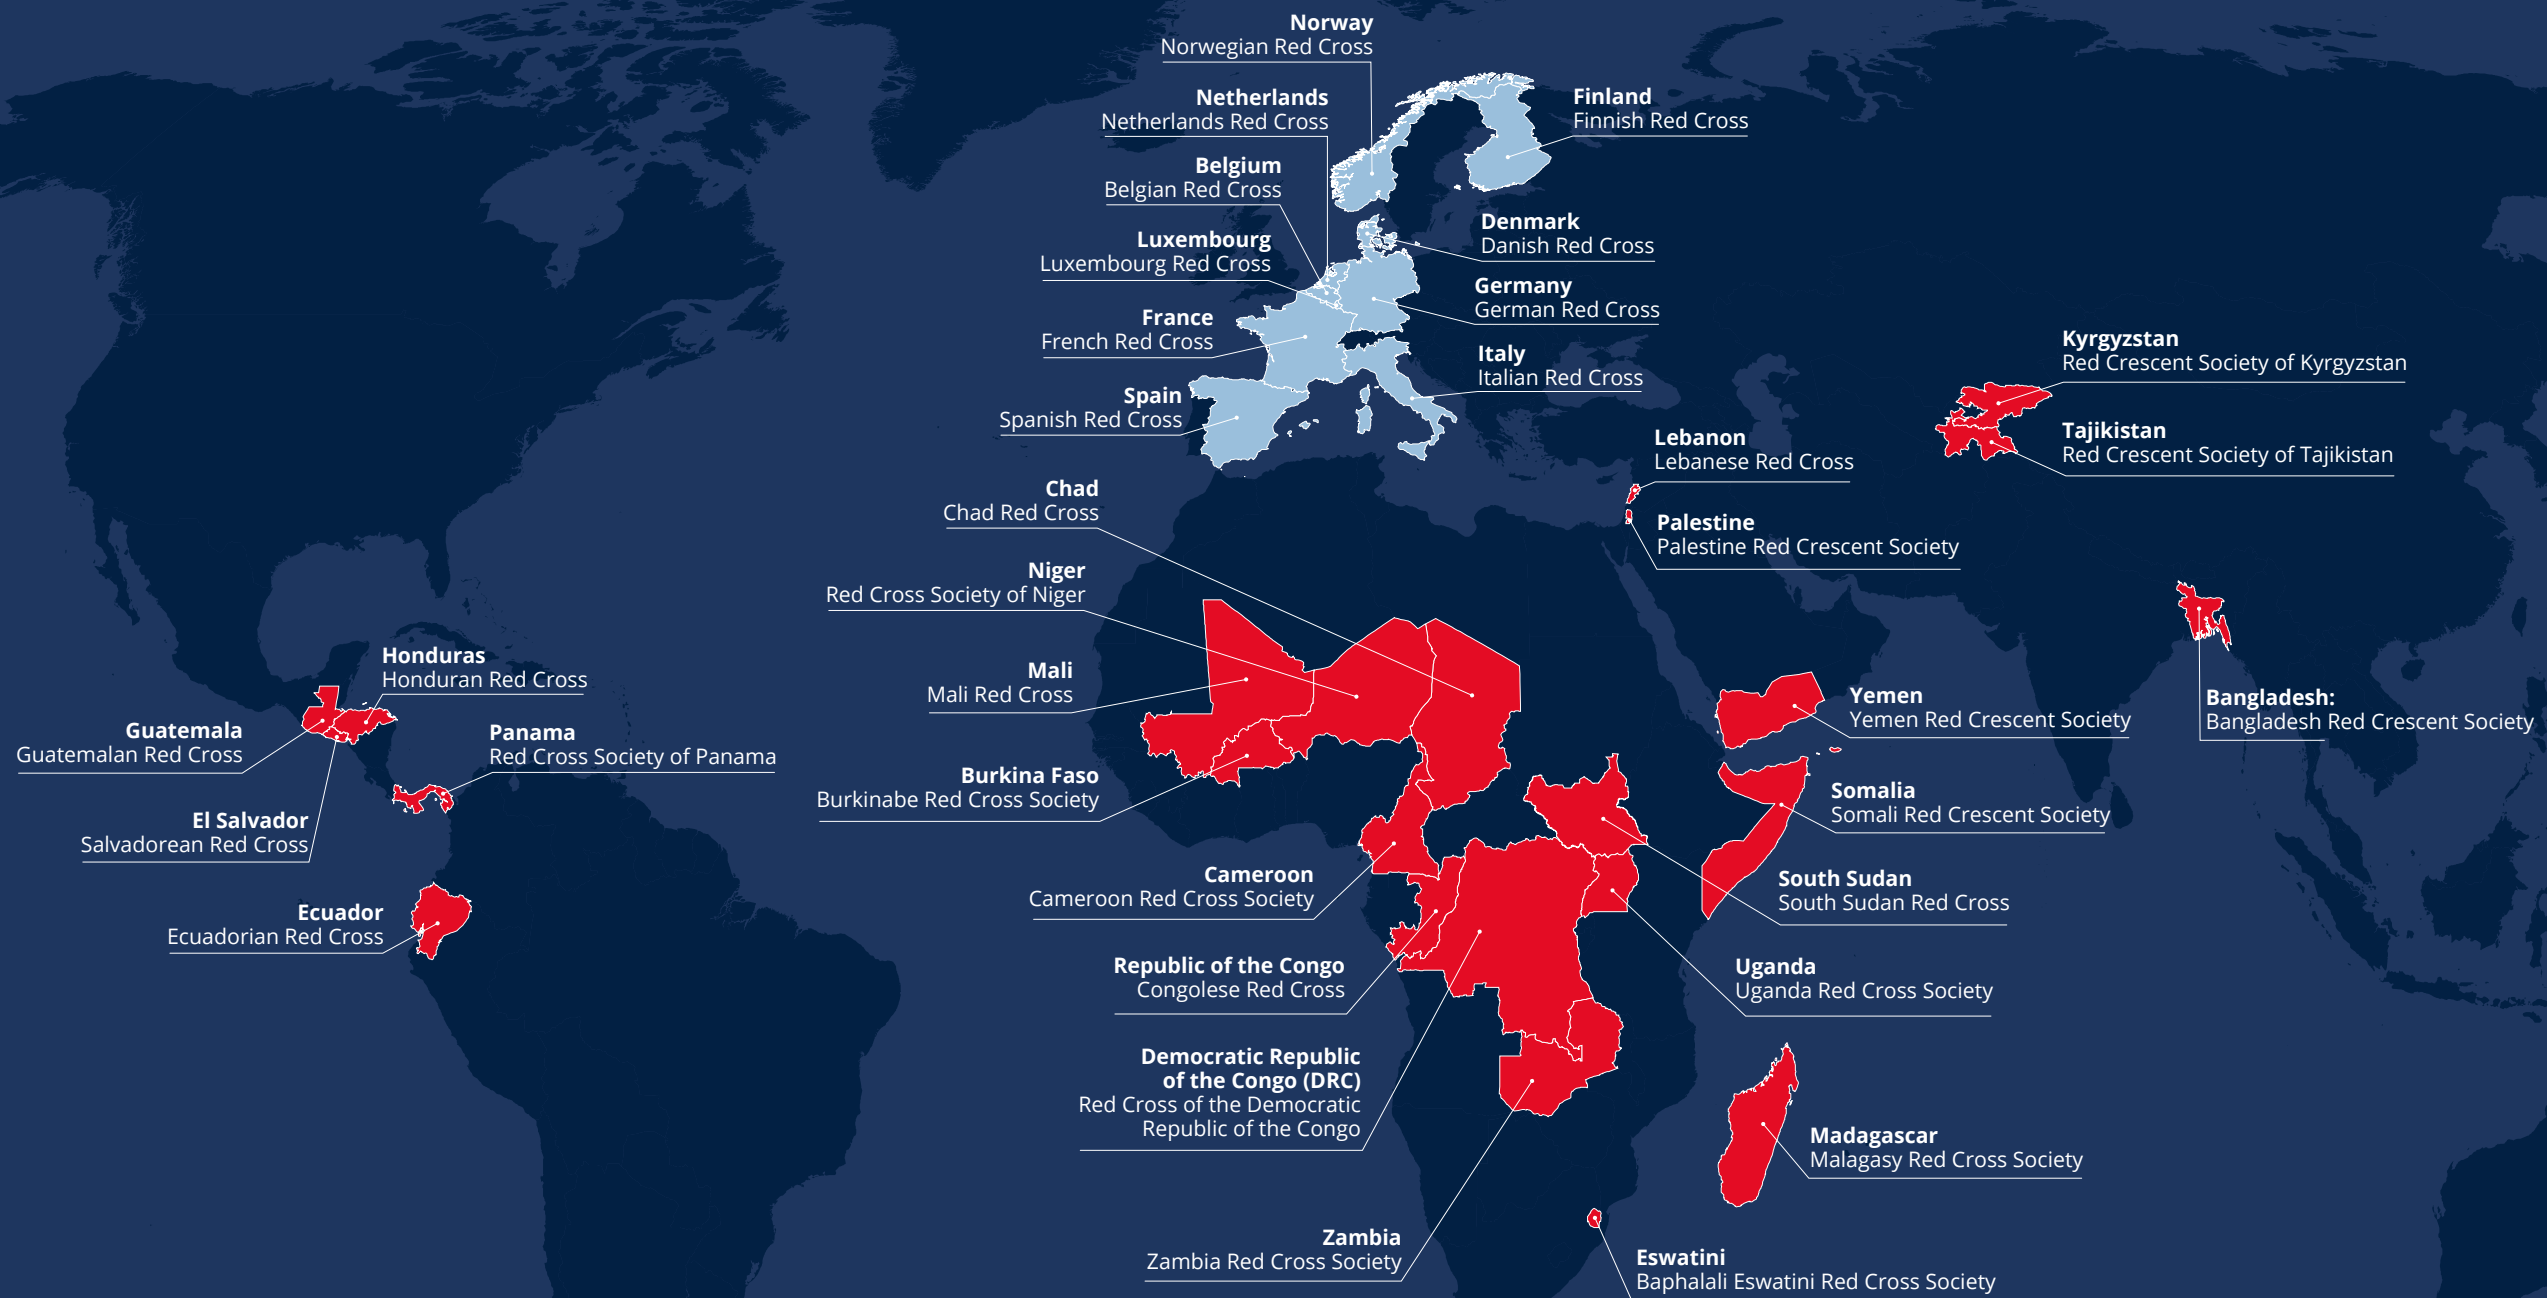 Norway
Norwegian Red Cross
Netherlands
Netherlands Red Cross
Belgium
Belgian Red Cross
Luxembourg
Luxembourg Red Cross
France
French Red Cross
Spain
Spanish Red Cross
Finland
Finnish Red Cross
Denmark
Danish Red Cross
Germany
German Red Cross
Italy
Italian Red Cross
Kyrgyzstan
Red Crescent Society of Kyrgyzstan
Tajikistan
Red Crescent Society of Tajikistan
Lebanon
Lebanese Red Cross
Palestine
Palestine Red Crescent Society
Chad
Chad Red Cross
Niger
Red Cross Society of Niger
Mali
Mali Red Cross
Burkina Faso
Burkinabe Red Cross Society
Honduras
Honduran Red Cross
Guatemala
Guatemalan Red Cross
Panama
Red Cross Society of Panama
El Salvador
Salvadorean Red Cross
Ecuador
Ecuadorian Red Cross
Yemen
Yemen Red Crescent Society
Bangladesh:
Bangladesh Red Crescent Society
Somalia
Somali Red Crescent Society
Cameroon
Cameroon Red Cross Society
South Sudan
South Sudan Red Cross
Republic of the Congo
Congolese Red Cross
Uganda
Uganda Red Cross Society
Democratic Republic
of the Congo (DRC)
Red Cross of the Democratic
Republic of the Congo
Madagascar
Malagasy Red Cross Society
Zambia
Zambia Red Cross Society
Eswatini
Baphalali Eswatini Red Cross Society